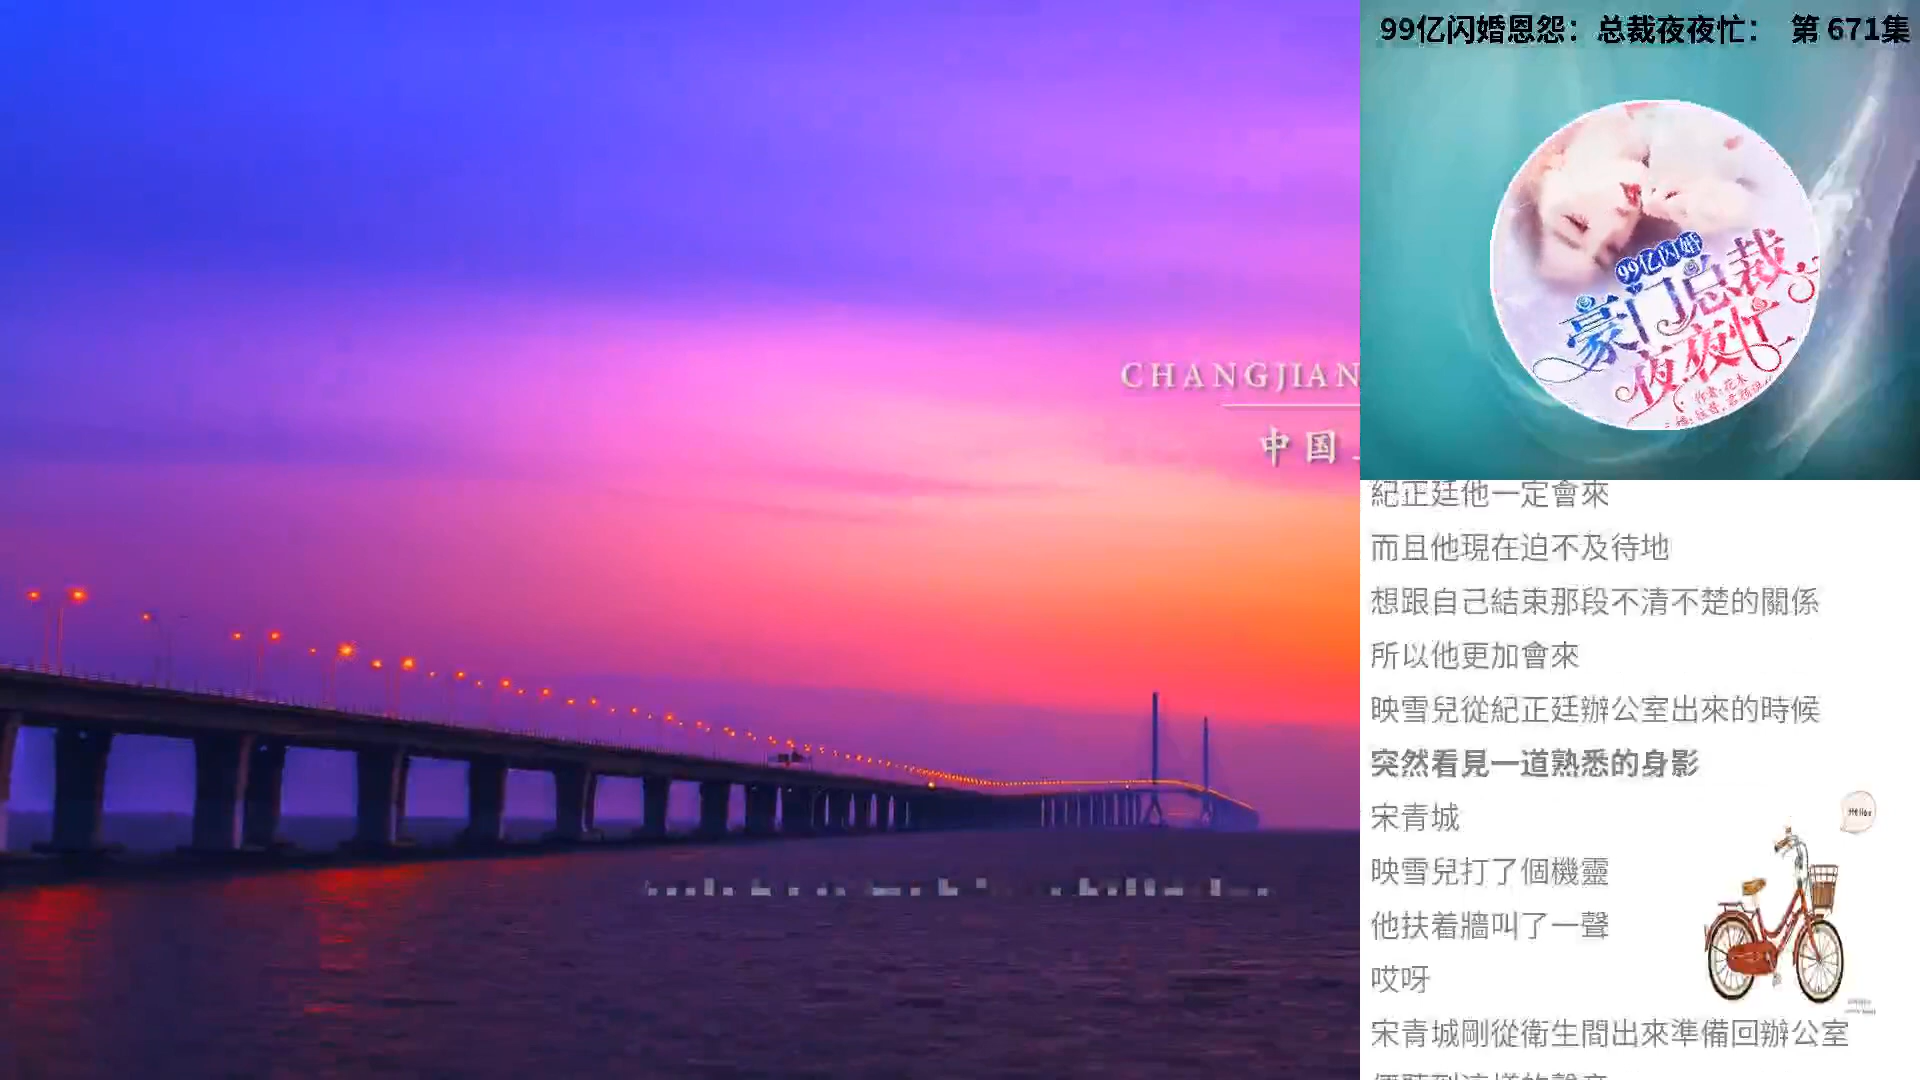 CHANGJIAN
中国
99亿闪婚恩怨：总裁夜夜忙： 第 671集
99亿闪婚
豪门总裁
夜夜忙
紀正廷他一定會來
而且他現在迫不及待地
想跟自己結束那段不清不楚的關係
所以他更加會來
映雪兒從紀正廷辦公室出來的時候
突然看見一道熟悉的身影
宋青城
映雪兒打了個機靈
他扶着牆叫了一聲
哎呀
宋青城剛從衛生間出來準備回辦公室